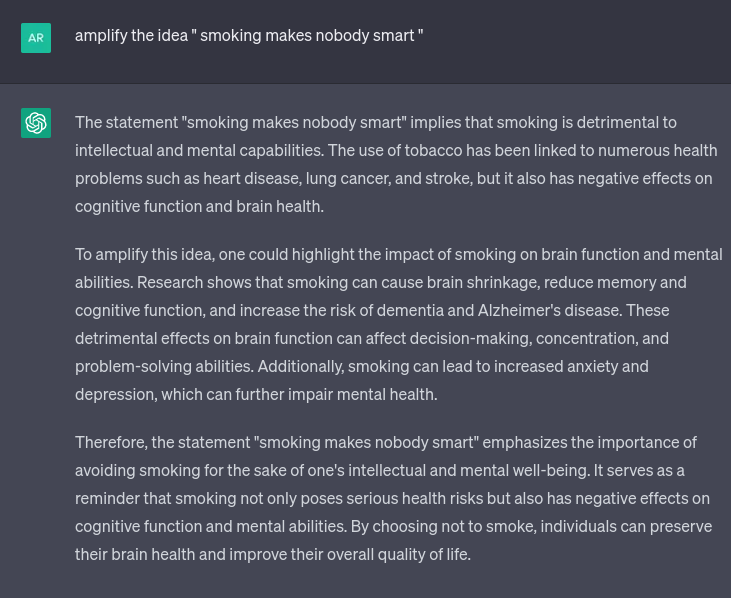 AR
amplify the idea " smoking makes nobody smart "
The statement "smoking makes nobody smart" implies that smoking is detrimental to
intellectual and mental capabilities. The use of tobacco has been linked to numerous health
problems such as heart disease, lung cancer, and stroke, but it also has negative effects on
cognitive function and brain health.
To amplify this idea, one could highlight the impact of smoking on brain function and mental
abilities. Research shows that smoking can cause brain shrinkage, reduce memory and
cognitive function, and increase the risk of dementia and Alzheimer's disease. These
detrimental effects on brain function can affect decision-making, concentration, and
problem-solving abilities. Additionally, smoking can lead to increased anxiety and
depression, which can further impair mental health.
Therefore, the statement "smoking makes nobody smart" emphasizes the importance of
avoiding smoking for the sake of one's intellectual and mental well-being. It serves as a
reminder that smoking not only poses serious health risks but also has negative effects on
cognitive function and mental abilities. By choosing not to smoke, individuals can preserve
their brain health and improve their overall quality of life.